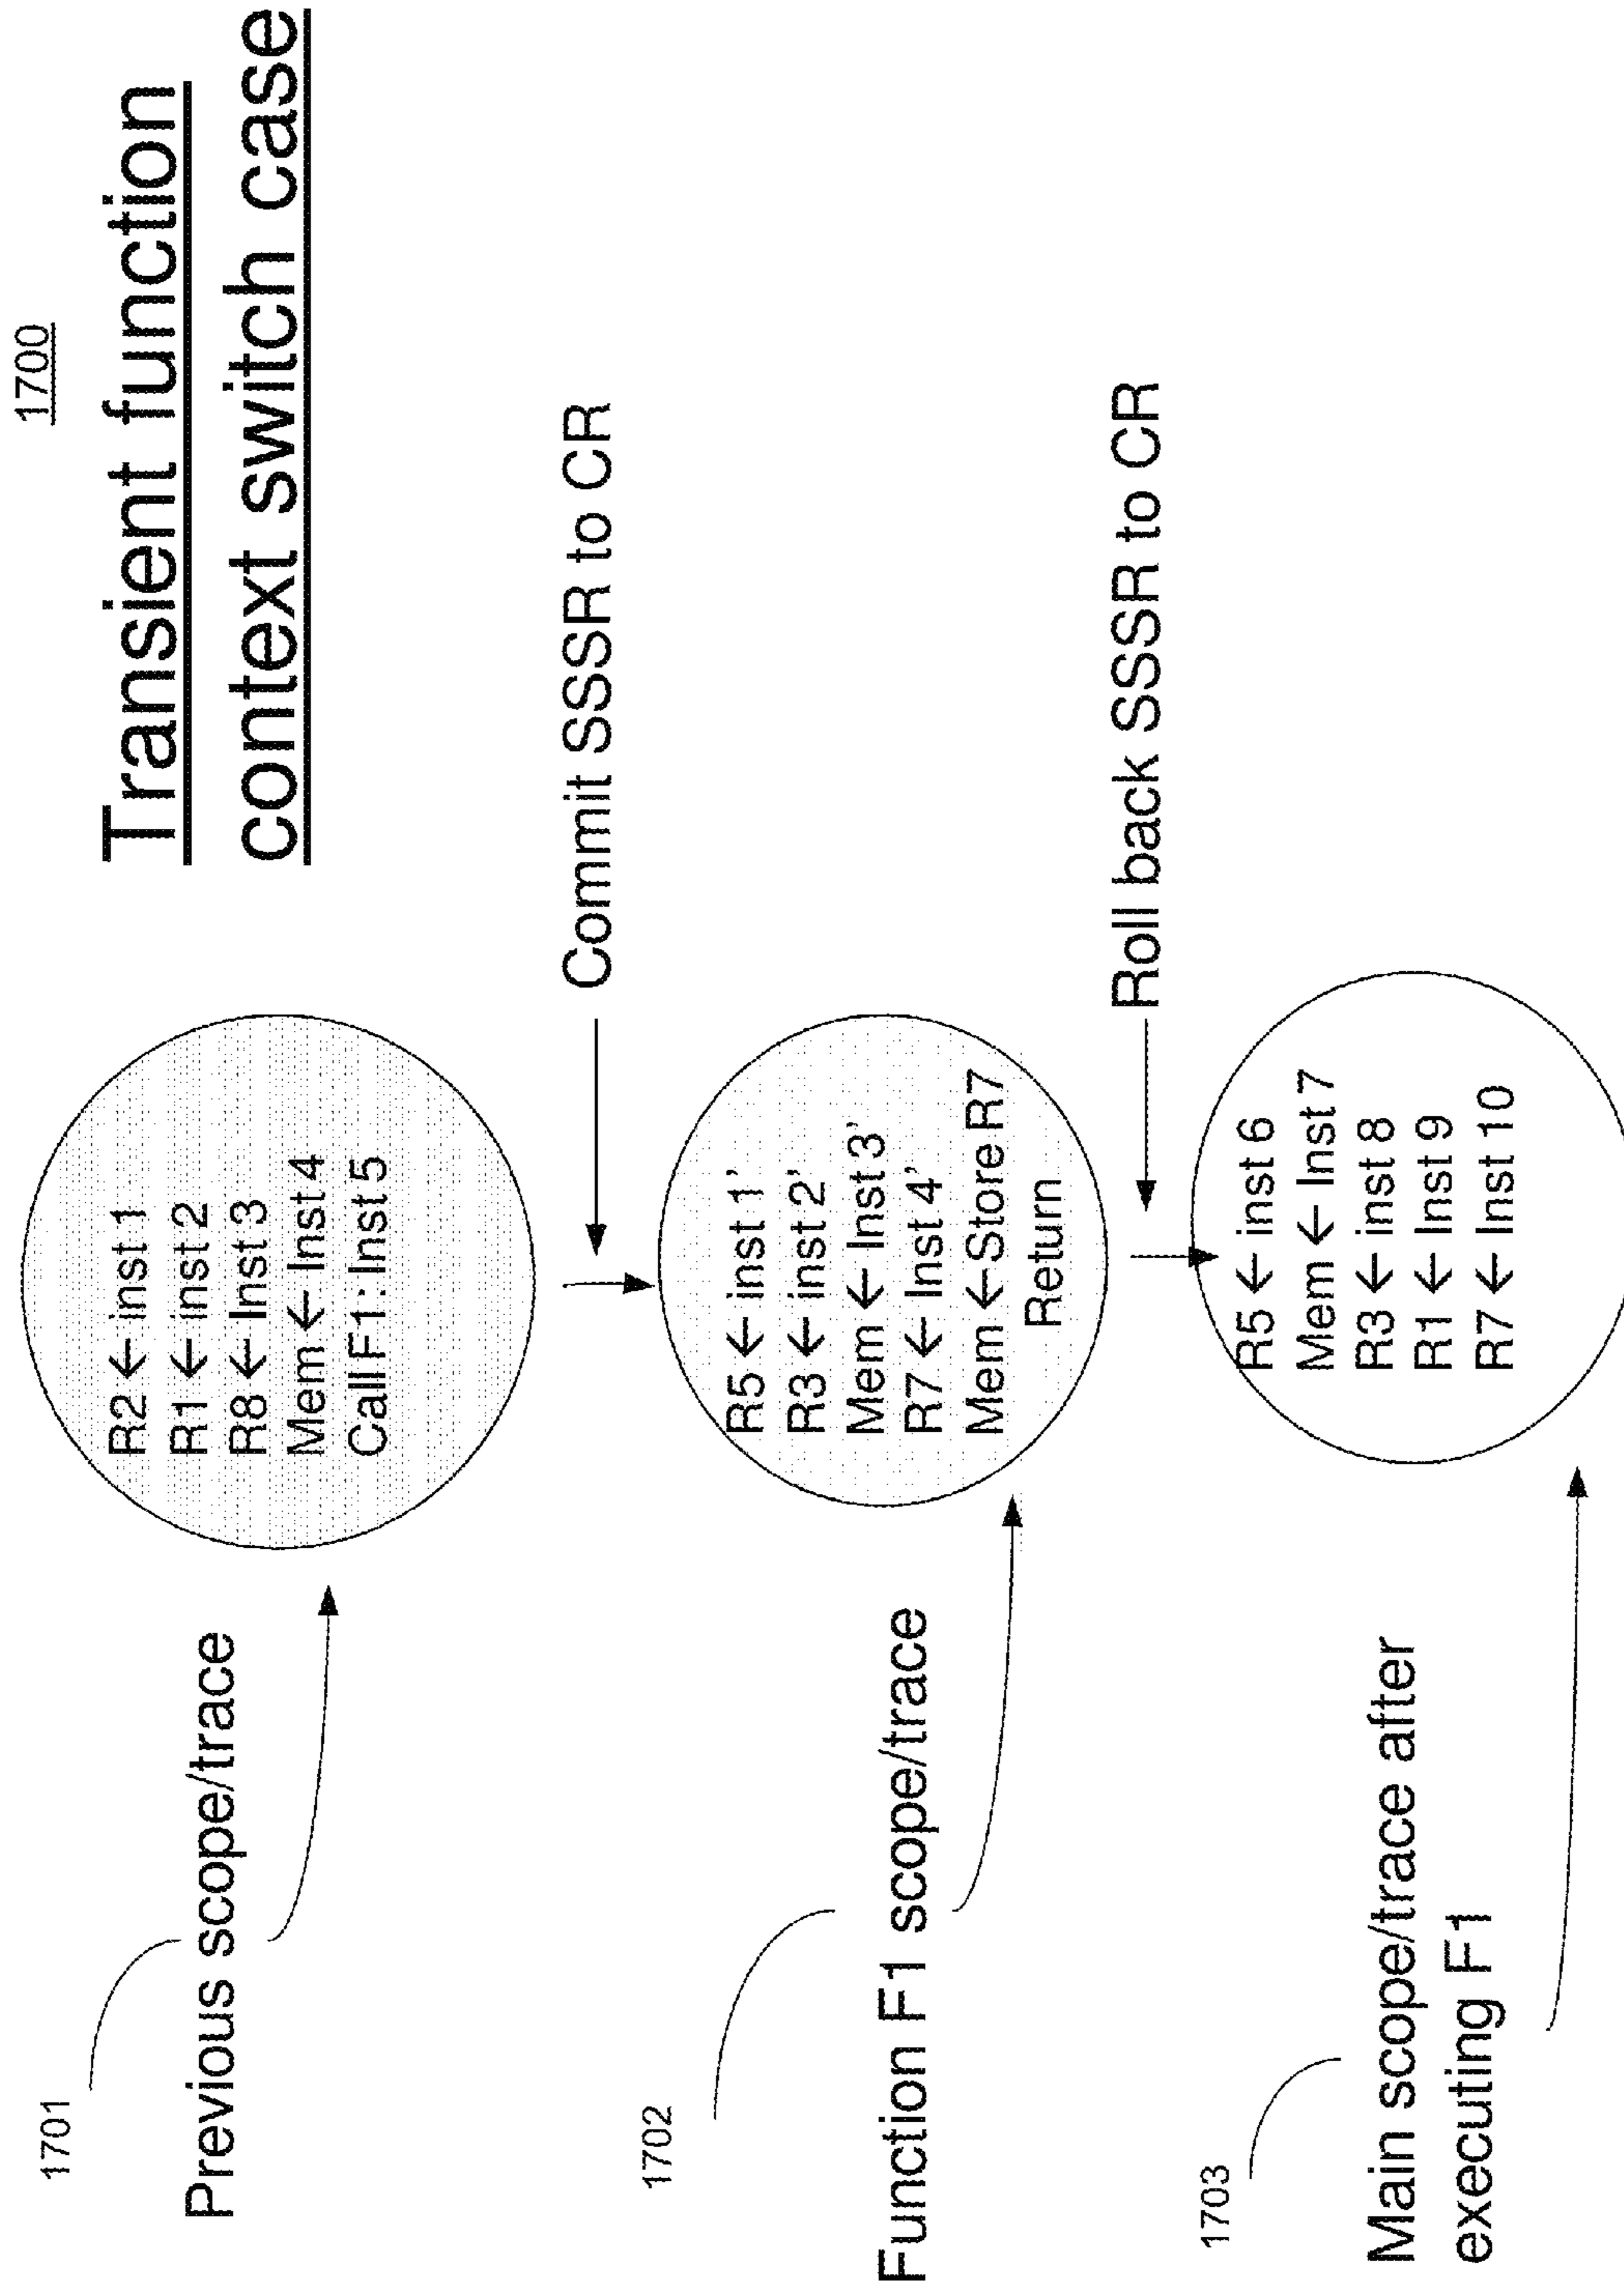 1700
Transient function
context switch case
1701
Previous scope/trace
R2 ← inst 1
R1 ← inst 2
R8 ← Inst 3
Mem ← Inst 4
Call F1: Inst 5
Commit SSSR to CR
1702
Function F1 scope/trace
R5 ← inst 1'
R3 ← inst 2'
Mem ← Inst 3'
R7 ← Inst 4'
Mem ← Store R7
Return
Roll back SSSR to CR
1703
Main scope/trace after
executing F1
R5 ← inst 6
Mem ← Inst 7
R3 ← inst 8
R1 ← Inst 9
R7 ← Inst 10